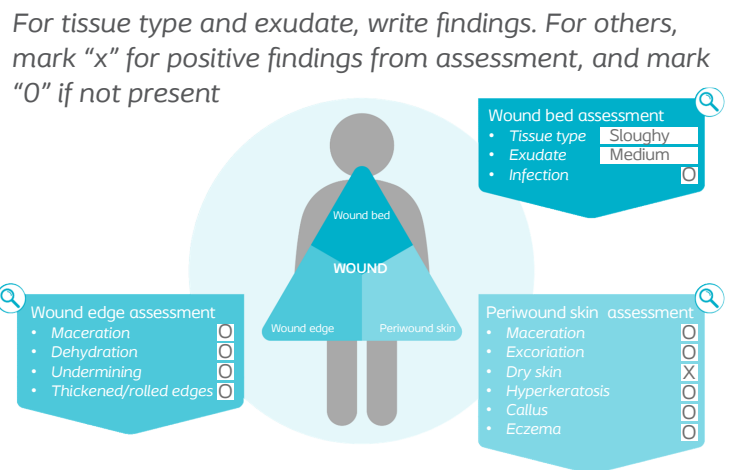 For tissue type and exudate, write findings. For others,
mark “x” for positive findings from assessment, and mark
“0” if not present
Wound bed assessment
• Tissue type Sloughy
• Exudate Medium
• Infection O
Wound bed
WOUND
Wound edge
Periwound skin
Wound edge assessment
• Maceration O
• Dehydration O
• Undermining O
• Thickened/rolled edges O
Periwound skin assessment
• Maceration O
• Excoriation O
• Dry skin X
• Hyperkeratosis O
• Callus O
• Eczema O